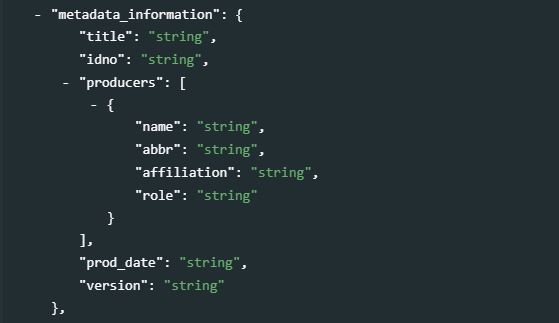 - "metadata_information": {
"title": "string",
"idno": "string",
- "producers": [
- {
"name": "string",
"abbr": "string",
"affiliation": "string",
"role": "string"
}
],
"prod_date": "string",
"version": "string"
},